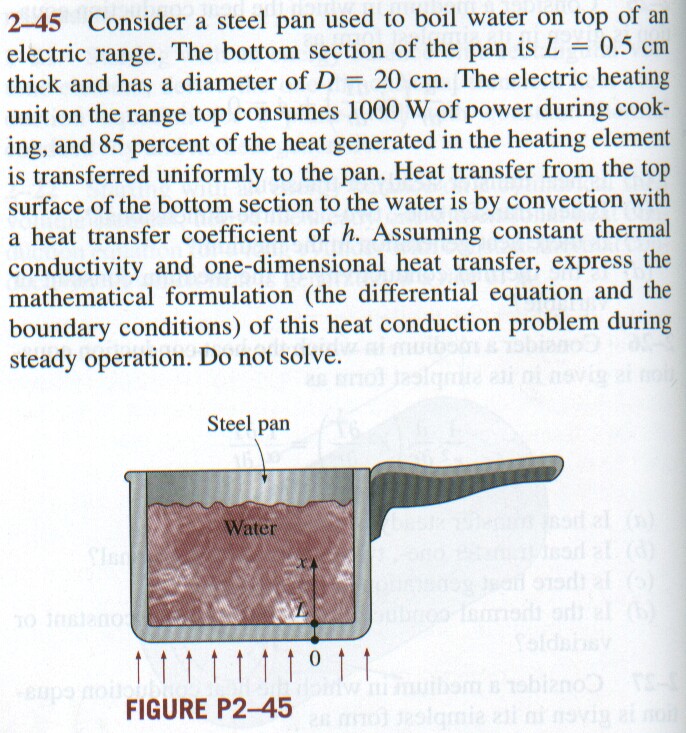 2–45 Consider a steel pan used to boil water on top of an
electric range. The bottom section of the pan is L = 0.5 cm
thick and has a diameter of D = 20 cm. The electric heating
unit on the range top consumes 1000 W of power during cook-
ing, and 85 percent of the heat generated in the heating element
is transferred uniformly to the pan. Heat transfer from the top
surface of the bottom section to the water is by convection with
a heat transfer coefficient of h. Assuming constant thermal
conductivity and one-dimensional heat transfer, express the
mathematical formulation (the differential equation and the
boundary conditions) of this heat conduction problem during
steady operation. Do not solve.
Steel pan
Water
x
L
0
FIGURE P2–45